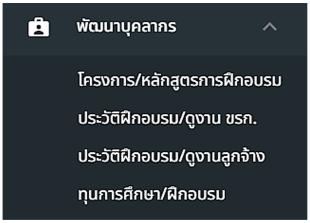 พัฒนาบุคลากร
โครงการ/หลักสูตรการฝึกอบรม
ประวัติฝึกอบรม/ดูงาน ขรก.
ประวัติฝึกอบรม/ดูงานลูกจ้าง
ทุนการศึกษา/ฝึกอบรม